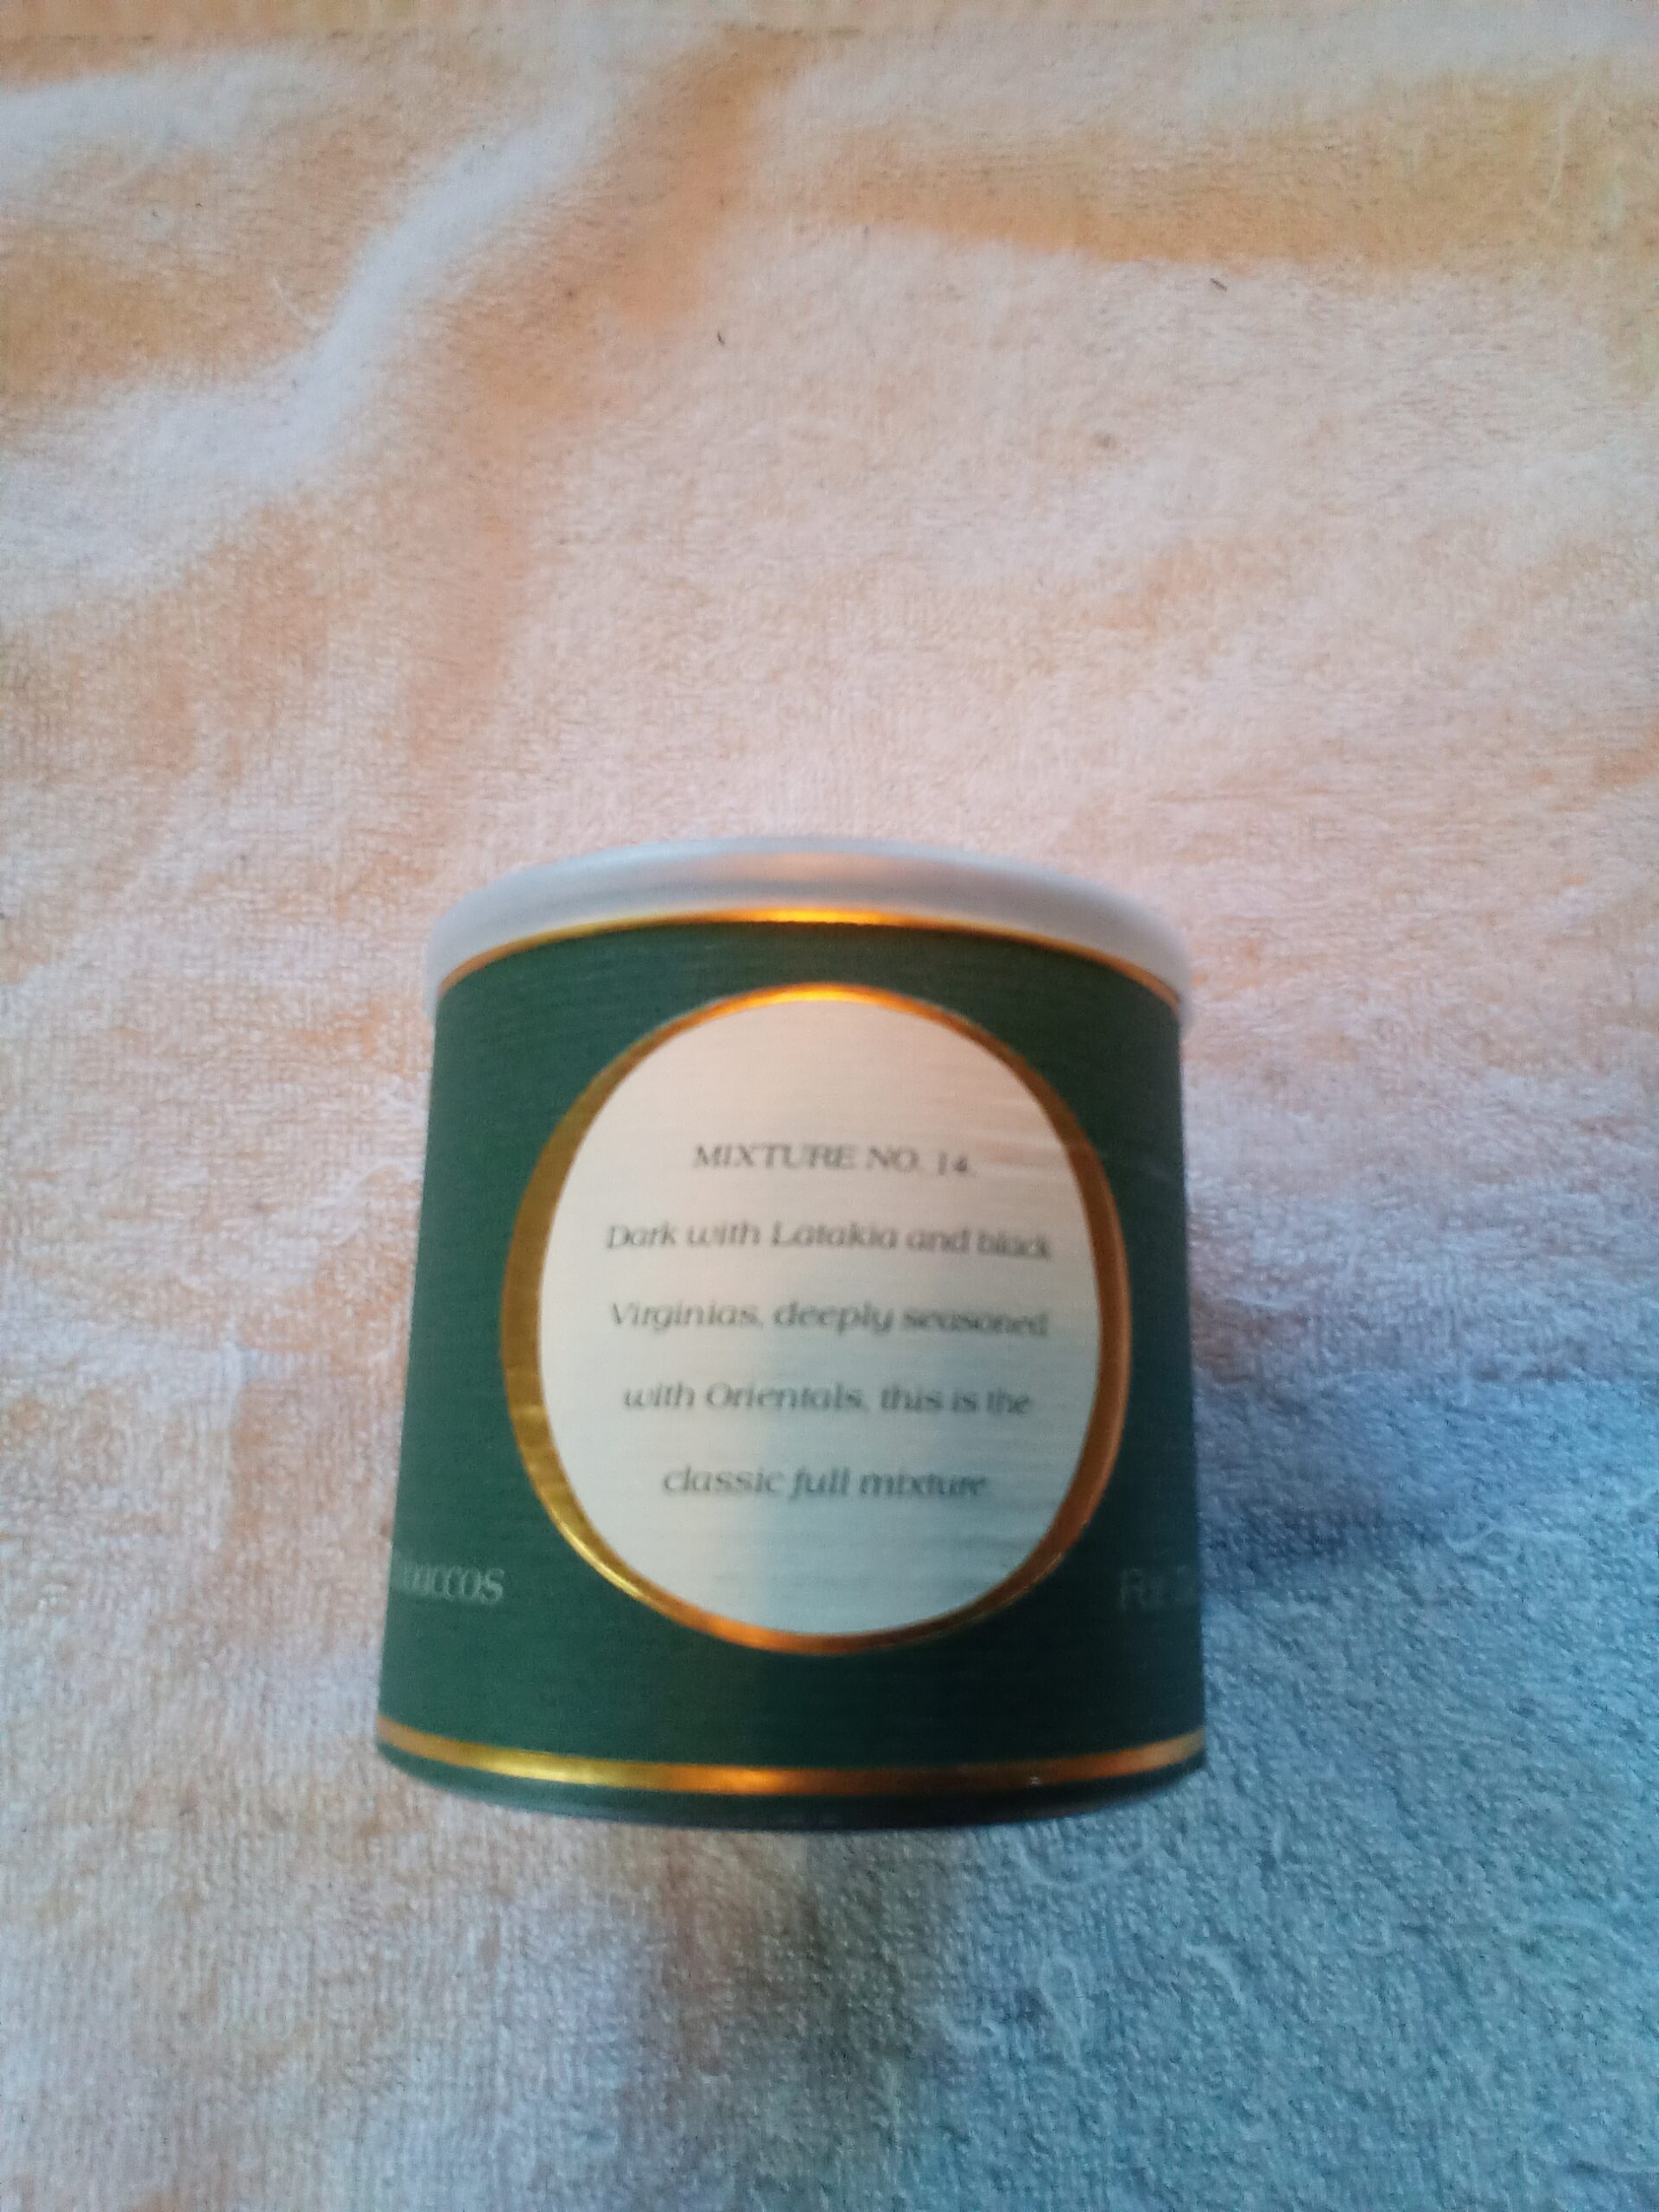 MIXTURE NO. 14.
Dark with Latakia and black
Virginias, deeply seasoned
with Orientals, this is the
classic full mixture